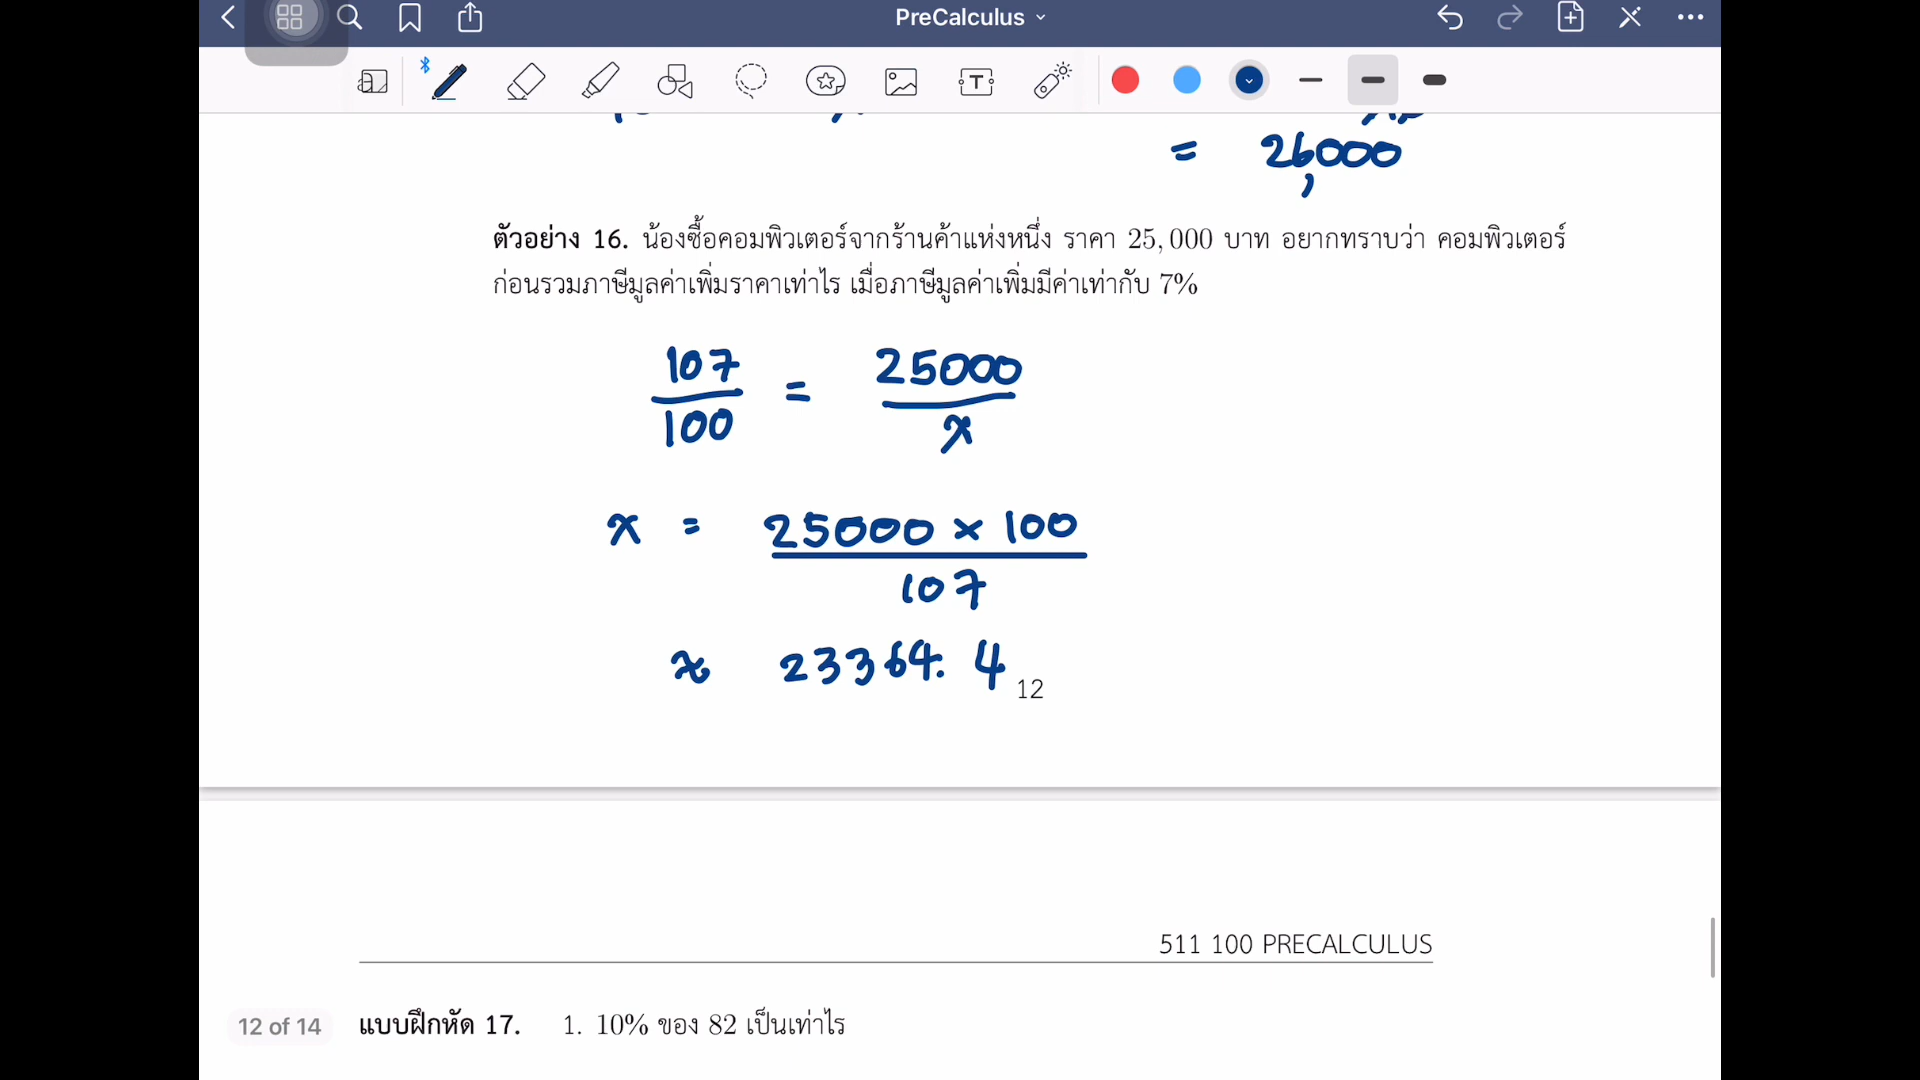 PreCalculus
= 26,000
ตัวอย่าง 16. น้องซื้อคอมพิวเตอร์จากร้านค้าแห่งหนึ่ง ราคา 25,000 บาท อยากทราบว่า คอมพิวเตอร์
ก่อนรวมภาษีมูลค่าเพิ่มราคาเท่าไร เมื่อภาษีมูลค่าเพิ่มมีค่าเท่ากับ 7%
107 25000
=
100 x
x = 25000 × 100
107
≈ 23364.4
12
511 100 PRECALCULUS
12 of 14
แบบฝึกหัด 17. 1. 10% ของ 82 เป็นเท่าไร